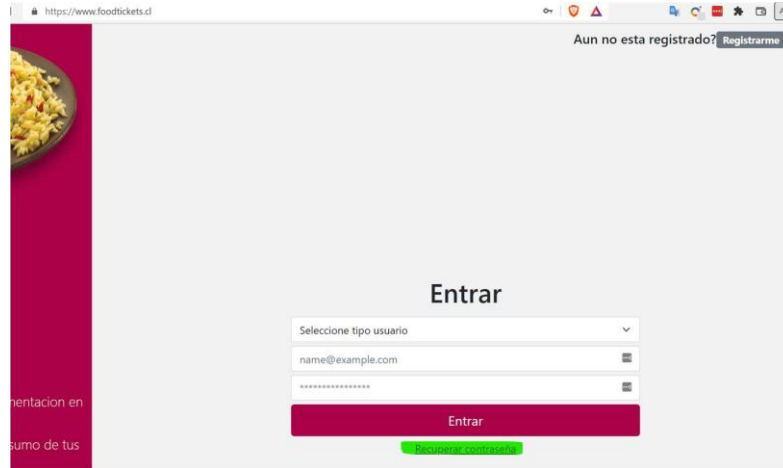 https://www.foodtickets.cl
Aun no esta registrado? Registrarme
Entrar
Seleccione tipo usuario
name@example.com
****************
Entrar
Recuperar contraseña
mentacion en
sumo de tus